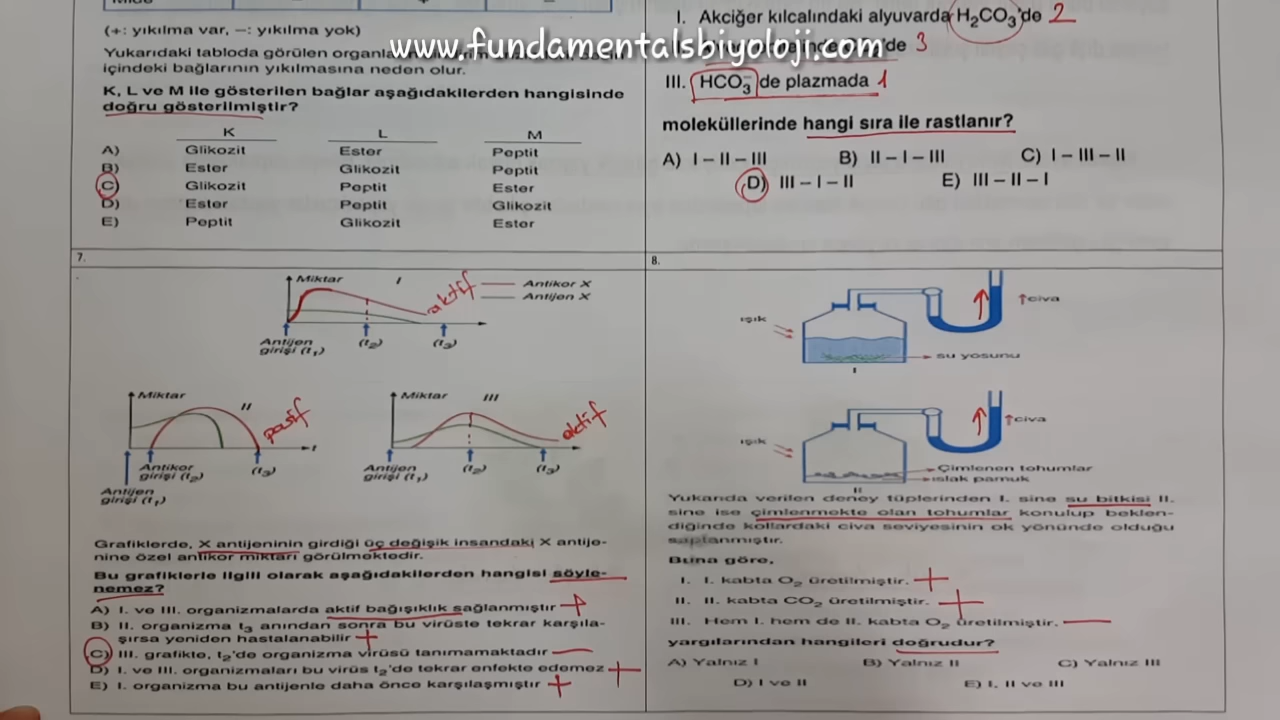 Mide
(+: yıkılma var, –: yıkılma yok)
Yukarıdaki tabloda görülen organla
içindeki bağlarının yıkılmasına neden olur.
K, L ve M ile gösterilen bağlar aşağıdakilerden hangisinde
doğru gösterilmiştir?
K L M
A) Glikozit Ester Peptit
B) Ester Glikozit Peptit
C) Glikozit Peptit Ester
D) Ester Peptit Glikozit
E) Peptit Glikozit Ester
www.fundamentalsbiyoloji.com
I. Akciğer kılcalındaki alyuvarda H₂CO₃'de 2
'de 3
III. HCO₃⁻ de plazmada 1
moleküllerinde hangi sıra ile rastlanır?
A) I – II – III B) II – I – III C) I – III – II
D) III – I – II E) III – II – I
7.
Miktar I aktif
Antikor X
Antijen X
Antijen girişi (t₁) (t₂) (t₃)
Miktar II pasif
t
Antikor girişi (t₂) (t₃)
Antijen girişi (t₁)
Miktar III aktif
Antijen girişi (t₁) (t₂) (t₃)
Grafiklerde, X antijeninin girdiği üç değişik insandaki X antije-
nine özel antikor miktarı görülmektedir.
Bu grafiklerle ilgili olarak aşağıdakilerden hangisi söyle-
nemez?
A) I. ve III. organizmalarda aktif bağışıklık sağlanmıştır +
B) II. organizma t₃ anından sonra bu virüste tekrar karşıla-
şırsa yeniden hastalanabilir +
C) III. grafikte, t₂'de organizma virüsü tanımamaktadır —
D) I. ve III. organizmaları bu virüs t₂'de tekrar enfekte edemez +
E) I. organizma bu antijenle daha önce karşılaşmıştır +
8.
ışık
↑civa
su yosunu
I
ışık
↑civa
Çimlenen tohumlar
ıslak pamuk
II
Yukarıda verilen deney tüplerinden I. sine su bitkisi II.
sine ise çimlenmekte olan tohumlar konulup beklen-
diğinde kollardaki civa seviyesinin ok yönünde olduğu
saptanmıştır.
Buna göre,
I. I. kabta O₂ üretilmiştir. +
II. II. kabta CO₂ üretilmiştir. +
III. Hem I. hem de II. kabta O₂ üretilmiştir. —
yargılarından hangileri doğrudur?
A) Yalnız I B) Yalnız II C) Yalnız III
D) I ve II E) I, II ve III